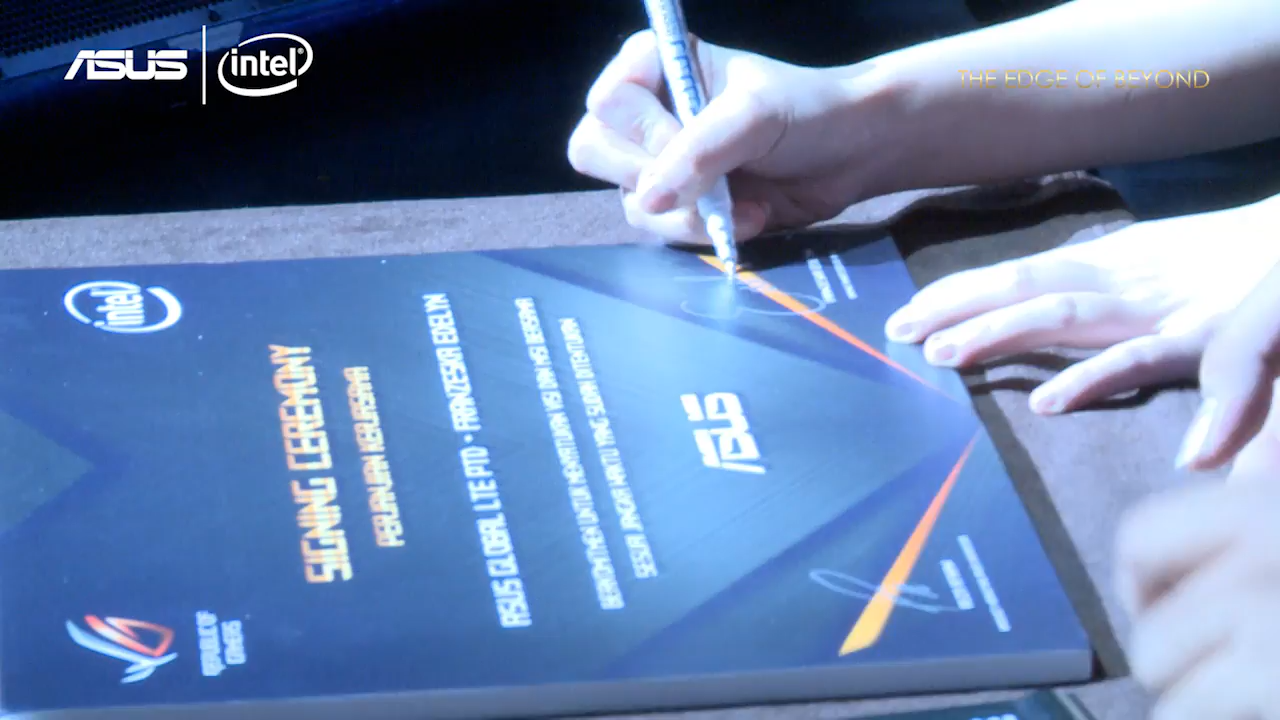 ASUS
intel
THE EDGE OF BEYOND
intel
REPUBLIC OF
GAMERS
SIGNING CEREMONY
PERJANJIAN KERJASAMA
ASUS GLOBAL LTE PTD • FRANZESKA EDELYN
BERKOMITMEN UNTUK MENYATUKAN VISI DAN MISI BERSAMA
SESUAI JANGKA WAKTU YANG SUDAH DITENTUKAN
ASUS